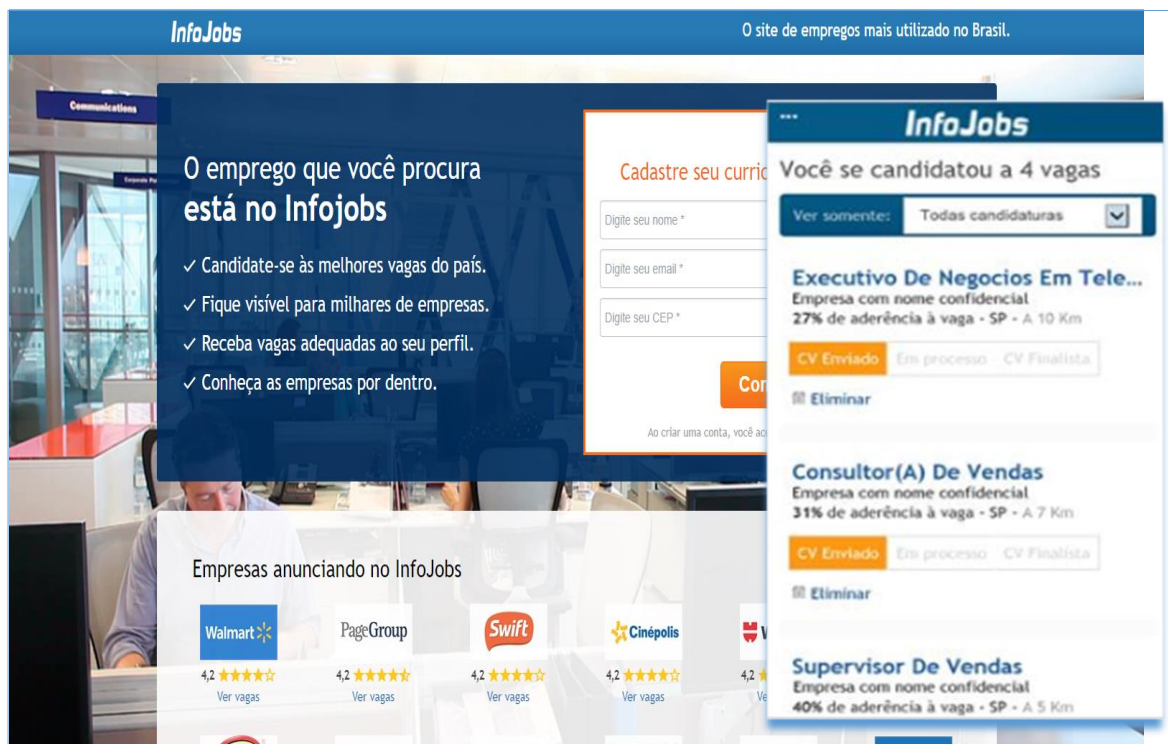 InfoJobs
O site de empregos mais utilizado no Brasil.
Communications
O emprego que você procura
está no Infojobs
✓ Candidate-se às melhores vagas do país.
✓ Fique visível para milhares de empresas.
✓ Receba vagas adequadas ao seu perfil.
✓ Conheça as empresas por dentro.
Cadastre seu curric
Digite seu nome *
Digite seu email *
Digite seu CEP *
Con
Ao criar uma conta, você
Empresas anunciando no InfoJobs
Walmart
PageGroup
Swift
Cinépolis
4,2
4,2
4,2
4,2
4,2
Ver vagas
Ver vagas
Ver vagas
Ver vagas
Ve
InfoJobs
Você se candidatou a 4 vagas
Ver somente: Todas candidaturas
Executivo De Negocios Em Tele...
Empresa com nome confidencial
27% de aderência à vaga - SP - A 10 Km
CV Enviado Em processo CV Finalista
Eliminar
Consultor(A) De Vendas
Empresa com nome confidencial
31% de aderência à vaga - SP - A 7 Km
CV Enviado Em processo CV Finalista
Eliminar
Supervisor De Vendas
Empresa com nome confidencial
40% de aderência à vaga - SP - A 5 Km